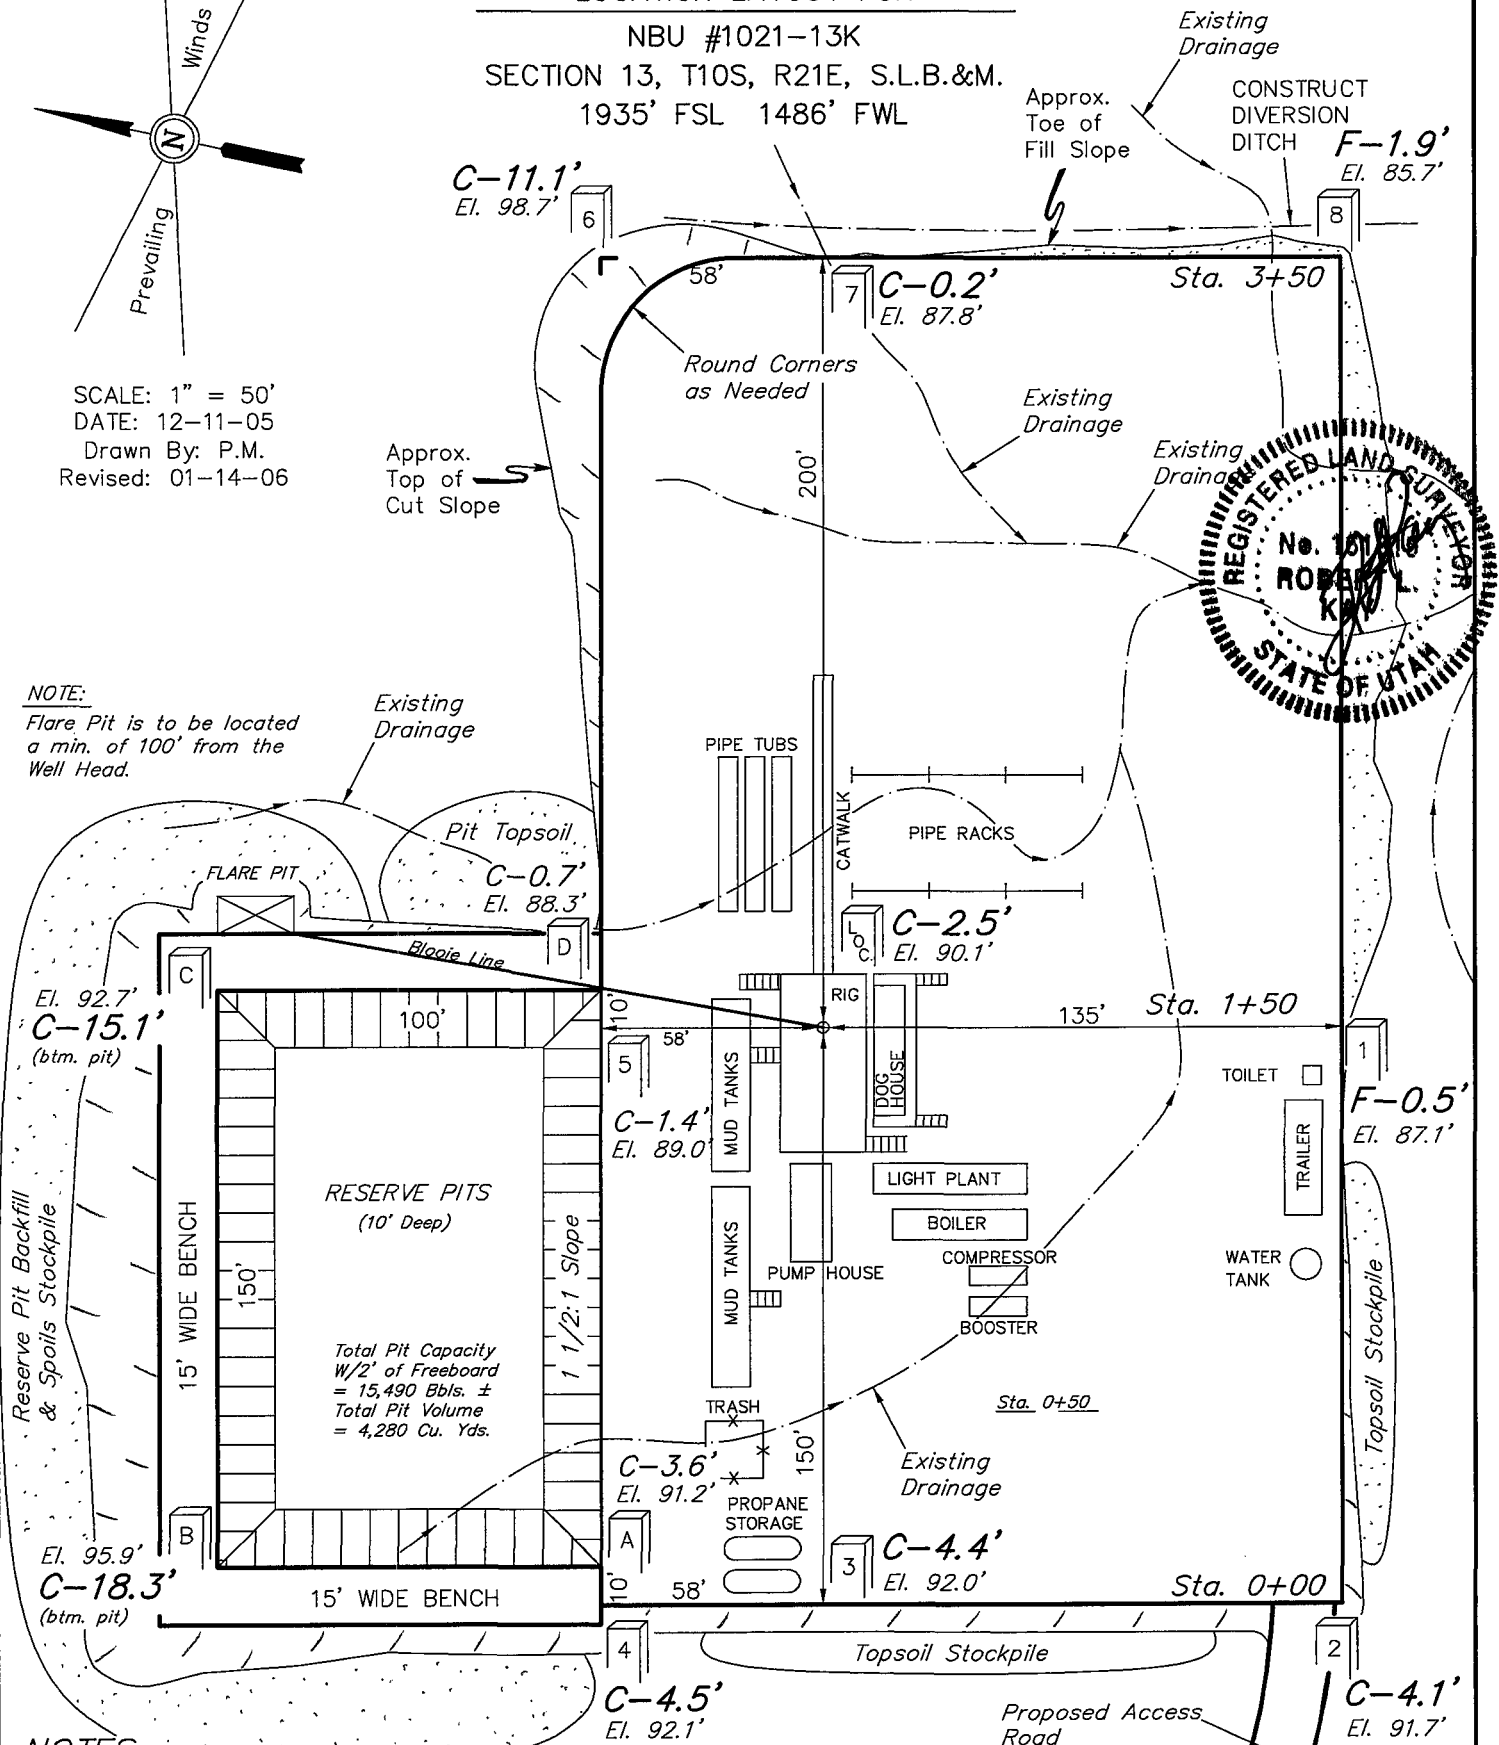 NBU #1021-13K
SECTION 13, T10S, R21E, S.L.B.&M.
1935' FSL 1486' FWL
Winds
N
Prevailing
SCALE: 1" = 50'
DATE: 12-11-05
Drawn By: P.M.
Revised: 01-14-06
Existing
Drainage
Approx.
Toe of
Fill Slope
CONSTRUCT
DIVERSION
DITCH
F-1.9'
El. 85.7'
8
C-11.1'
El. 98.7'
6
58'
7
C-0.2'
El. 87.8'
Sta. 3+50
Round Corners
as Needed
Existing
Drainage
Existing
Drainage
Approx.
Top of
Cut Slope
200'
REGISTERED LAND SURVEYOR
No.
ROBERT L.
STATE OF UTAH
NOTE:
Flare Pit is to be located
a min. of 100' from the
Well Head.
Existing
Drainage
Pit Topsoil
FLARE PIT
C-0.7'
El. 88.3'
D
Blooie Line
PIPE TUBS
CATWALK
PIPE RACKS
LOC.
C-2.5'
El. 90.1'
C
El. 92.7'
C-15.1'
(btm. pit)
100'
10'
58'
RIG
135'
Sta. 1+50
1
F-0.5'
El. 87.1'
5
C-1.4'
El. 89.0'
MUD TANKS
DOG
HOUSE
TOILET
TRAILER
LIGHT PLANT
BOILER
COMPRESSOR
BOOSTER
PUMP HOUSE
WATER
TANK
MUD TANKS
Reserve Pit Backfill
& Spoils Stockpile
15' WIDE BENCH
150'
RESERVE PITS
(10' Deep)
1 1/2:1 Slope
Total Pit Capacity
W/2' of Freeboard
= 15,490 Bbls. ±
Total Pit Volume
= 4,280 Cu. Yds.
Topsoil Stockpile
Sta. 0+50
TRASH
150'
Existing
Drainage
C-3.6'
El. 91.2'
A
PROPANE
STORAGE
B
El. 95.9'
C-18.3'
(btm. pit)
15' WIDE BENCH
10'
58'
3
C-4.4'
El. 92.0'
Sta. 0+00
4
C-4.5'
El. 92.1'
Topsoil Stockpile
2
C-4.1'
El. 91.7'
Proposed Access
Road